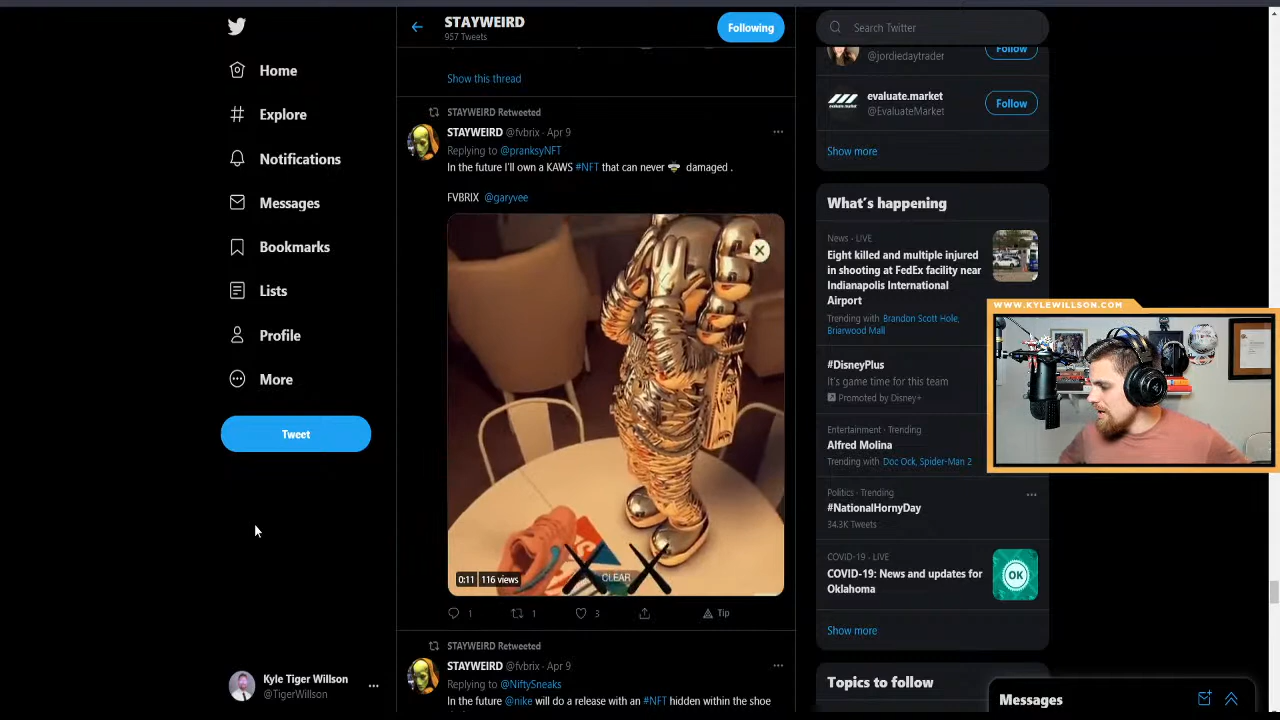 Home
Explore
Notifications
Messages
Bookmarks
Lists
Profile
More
Tweet
Kyle Tiger Willson
@TigerWillson
STAYWEIRD
957 Tweets
Following
Show this thread
STAYWEIRD Retweeted
STAYWEIRD @fvbrix · Apr 9
Replying to @pranksyNFT
In the future I'll own a KAWS #NFT that can never 🐝 damaged .
FVBRIX @garyvee
CLEAR
0:11 116 views
1 1 3 Tip
STAYWEIRD Retweeted
STAYWEIRD @fvbrix · Apr 9
Replying to @NiftySneaks
In the future @nike will do a release with an #NFT hidden within the shoe
Search Twitter
@jordiedaytrader
Follow
evaluate.market
@EvaluateMarket
Follow
Show more
What's happening
News · LIVE
Eight killed and multiple injured
in shooting at FedEx facility near
Indianapolis International
Airport
Trending with Brandon Scott Hole,
Briarwood Mall
#DisneyPlus
It's game time for this team
Promoted by Disney+
Entertainment · Trending
Alfred Molina
Trending with Doc Ock, Spider-Man 2
Politics · Trending
#NationalHornyDay
34.3K Tweets
COVID-19 · LIVE
COVID-19: News and updates for
Oklahoma
OK
Show more
Topics to follow
Messages
WWW.KYLEWILLSON.COM